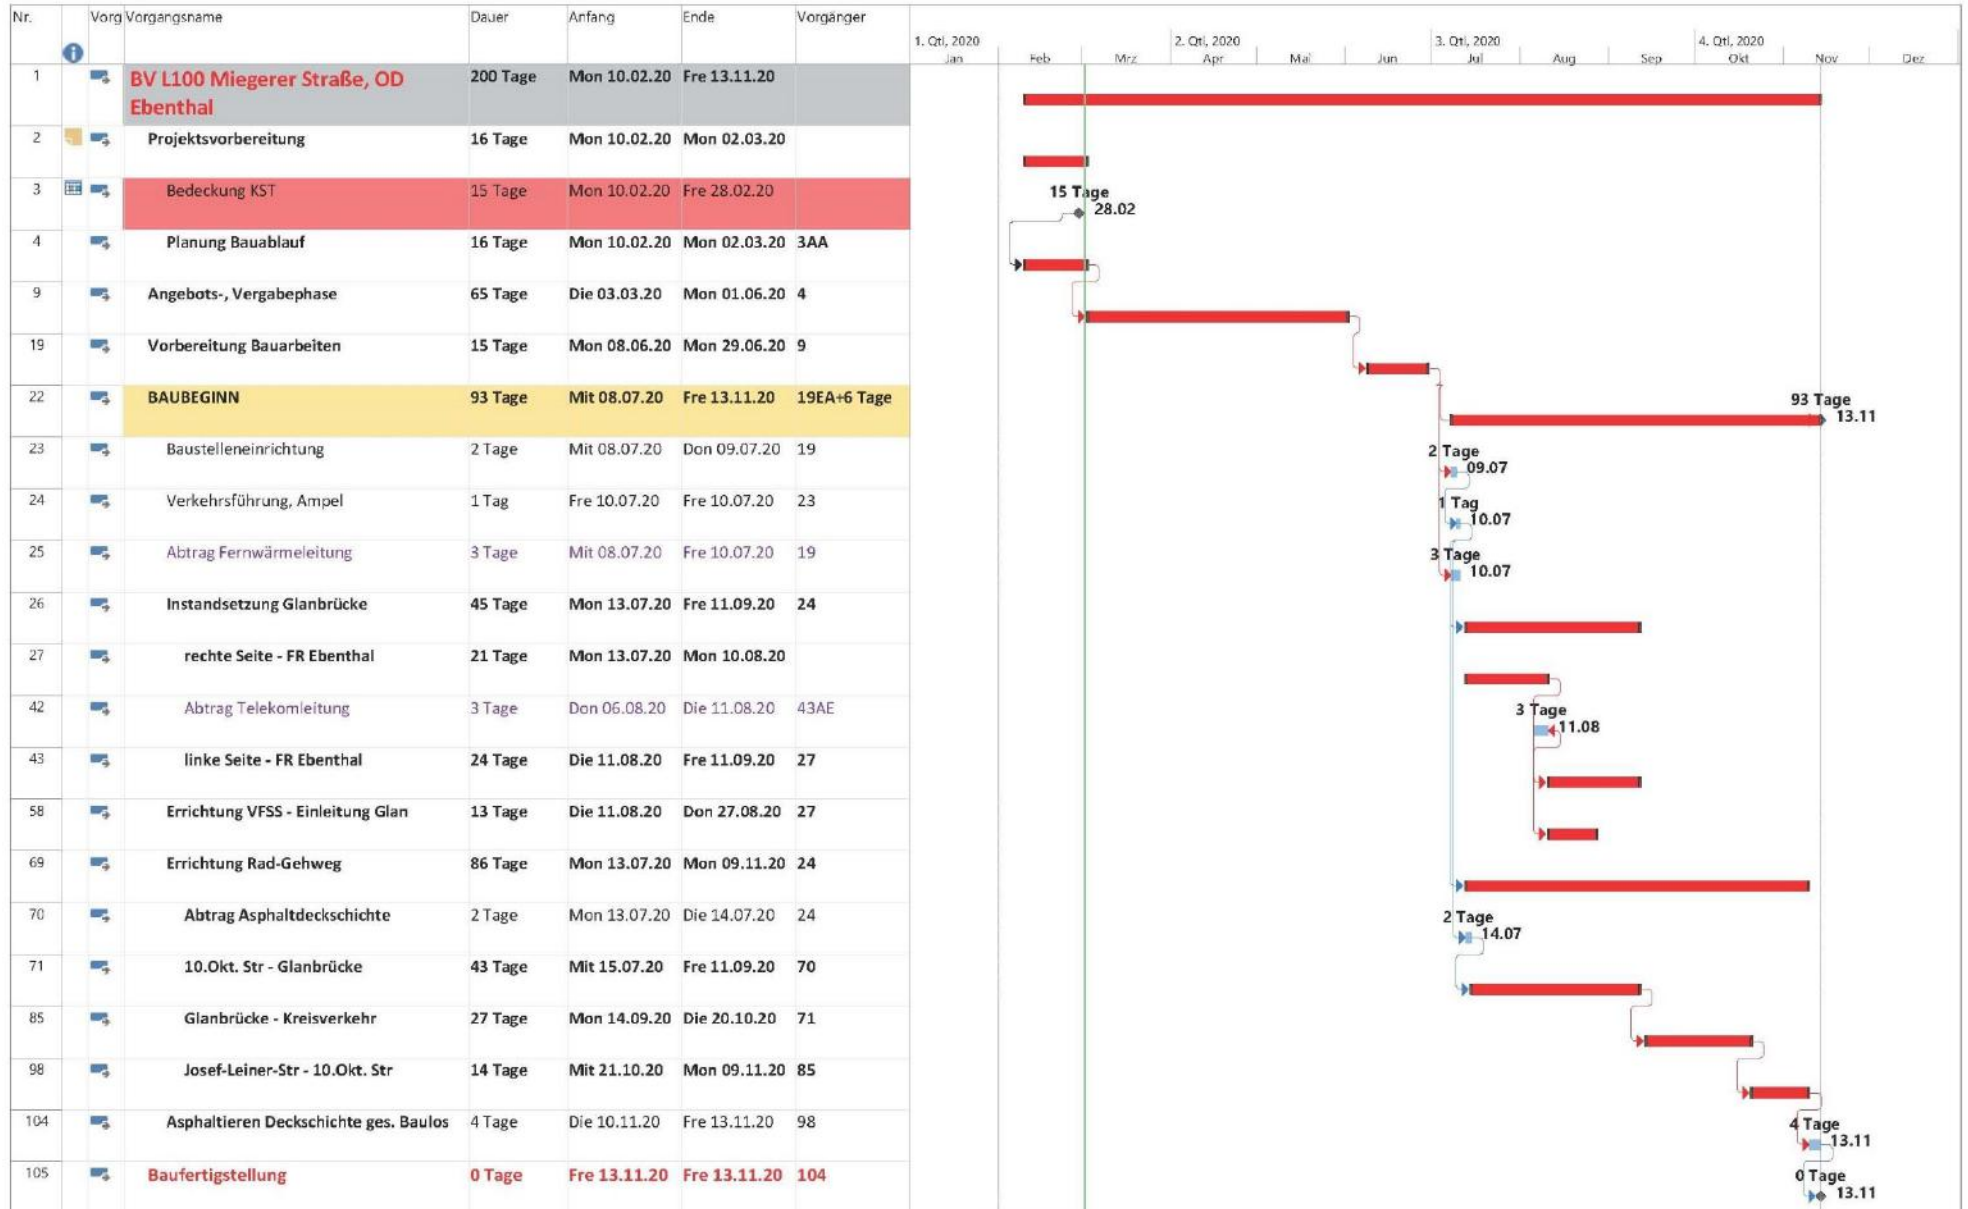 Nr. Vorg Vorgangsname Dauer Anfang Ende Vorgänger
1. Qtl, 2020 2. Qtl, 2020 3. Qtl, 2020 4. Qtl, 2020
Jan Feb Mrz Apr Mai Jun Jul Aug Sep Okt Nov Dez
1 BV L100 Miegerer Straße, OD 200 Tage Mon 10.02.20 Fre 13.11.20
Ebenthal
2 Projektsvorbereitung 16 Tage Mon 10.02.20 Mon 02.03.20
3 Bedeckung KST 15 Tage Mon 10.02.20 Fre 28.02.20 15 Tage
28.02
4 Planung Bauablauf 16 Tage Mon 10.02.20 Mon 02.03.20 3AA
9 Angebots-, Vergabephase 65 Tage Die 03.03.20 Mon 01.06.20 4
19 Vorbereitung Bauarbeiten 15 Tage Mon 08.06.20 Mon 29.06.20 9
22 BAUBEGINN 93 Tage Mit 08.07.20 Fre 13.11.20 19EA+6 Tage 93 Tage
13.11
23 Baustelleneinrichtung 2 Tage Mit 08.07.20 Don 09.07.20 19 2 Tage
09.07
24 Verkehrsführung, Ampel 1 Tag Fre 10.07.20 Fre 10.07.20 23 1 Tag
10.07
25 Abtrag Fernwärmeleitung 3 Tage Mit 08.07.20 Fre 10.07.20 19 3 Tage
10.07
26 Instandsetzung Glanbrücke 45 Tage Mon 13.07.20 Fre 11.09.20 24
27 rechte Seite - FR Ebenthal 21 Tage Mon 13.07.20 Mon 10.08.20
42 Abtrag Telekomleitung 3 Tage Don 06.08.20 Die 11.08.20 43AE 3 Tage
11.08
43 linke Seite - FR Ebenthal 24 Tage Die 11.08.20 Fre 11.09.20 27
58 Errichtung VFSS - Einleitung Glan 13 Tage Die 11.08.20 Don 27.08.20 27
69 Errichtung Rad-Gehweg 86 Tage Mon 13.07.20 Mon 09.11.20 24
70 Abtrag Asphaltdeckschichte 2 Tage Mon 13.07.20 Die 14.07.20 24 2 Tage
14.07
71 10.Okt. Str - Glanbrücke 43 Tage Mit 15.07.20 Fre 11.09.20 70
85 Glanbrücke - Kreisverkehr 27 Tage Mon 14.09.20 Die 20.10.20 71
98 Josef-Leiner-Str - 10.Okt. Str 14 Tage Mit 21.10.20 Mon 09.11.20 85
104 Asphaltieren Deckschichte ges. Baulos 4 Tage Die 10.11.20 Fre 13.11.20 98 4 Tage
13.11
105 Baufertigstellung 0 Tage Fre 13.11.20 Fre 13.11.20 104 0 Tage
13.11